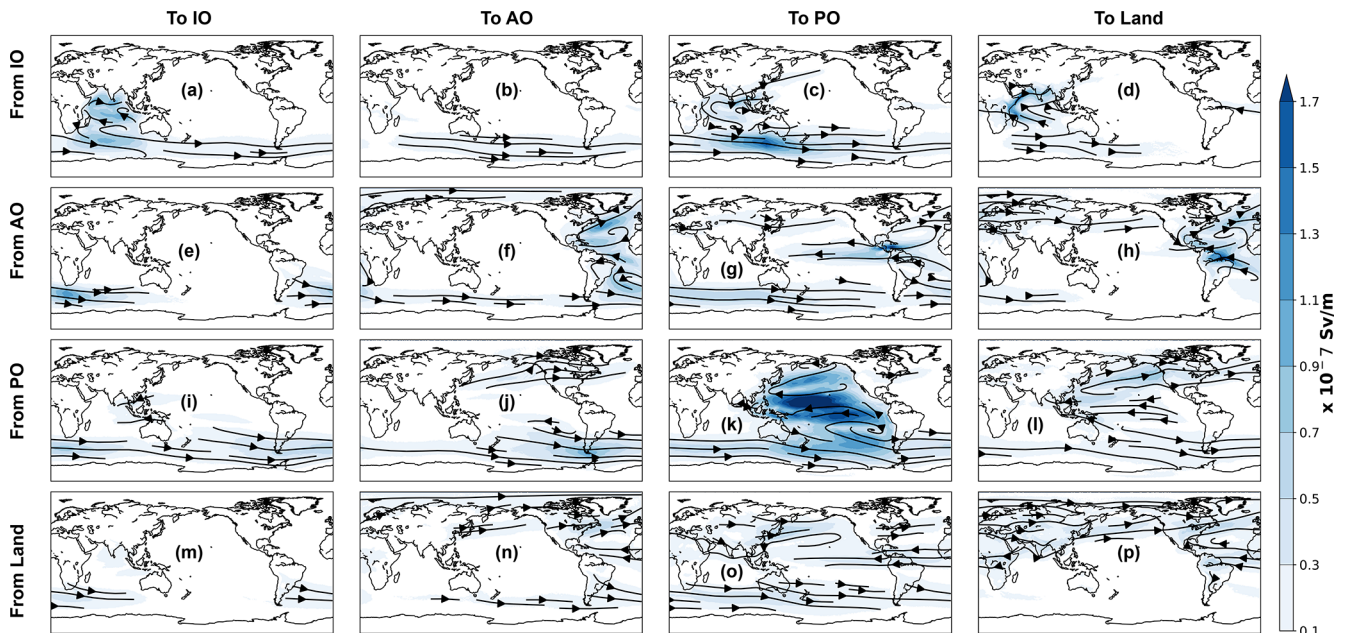 To IO To AO To PO To Land
From IO
(a) (b) (c) (d)
From AO
(e) (f) (g) (h)
From PO
(i) (j) (k) (l)
From Land
(m) (n) (o) (p)
1.7
1.5
1.3
1.1
0.9
0.7
0.5
0.3
0.1
x 10⁻7 Sv/m